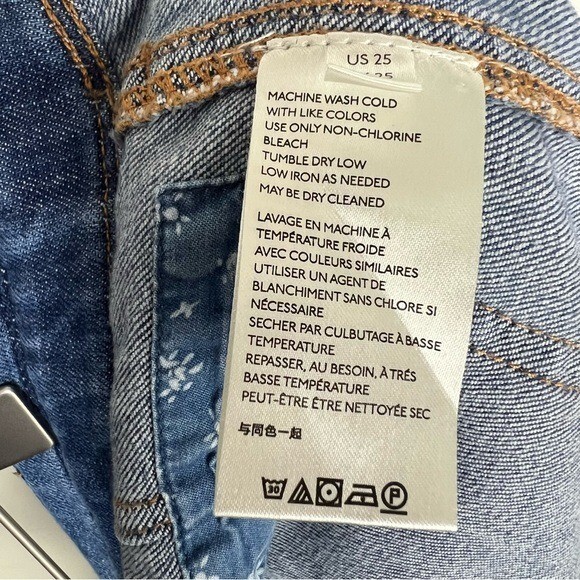 US 25
MACHINE WASH COLD
WITH LIKE COLORS
USE ONLY NON-CHLORINE
BLEACH
TUMBLE DRY LOW
LOW IRON AS NEEDED
MAY BE DRY CLEANED
LAVAGE EN MACHINE À
TEMPÉRATURE FROIDE
AVEC COULEURS SIMILAIRES
UTILISER UN AGENT DE
BLANCHIMENT SANS CHLORE SI
NÉCESSAIRE
SECHER PAR CULBUTAGE À BASSE
TEMPERATURE
REPASSER, AU BESOIN, À TRÉS
BASSE TEMPÉRATURE
PEUT-ÊTRE ÊTRE NETTOYÉE SEC
与同色一起
30 P